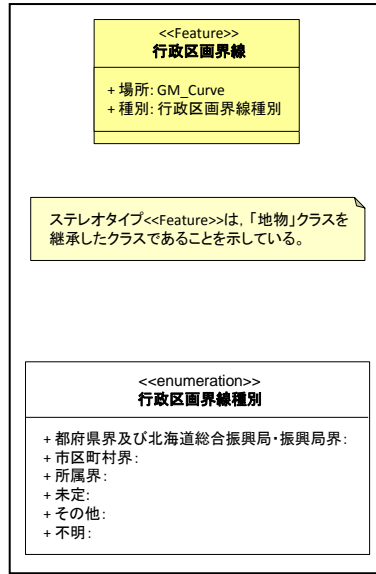 <<Feature>>
行政区画界線
+ 場所: GM_Curve
+ 種別: 行政区画界線種別
ステレオタイプ<<Feature>>は，「地物」クラスを
継承したクラスであることを示している。
<<enumeration>>
行政区画界線種別
+ 都府県界及び北海道総合振興局・振興局界:
+ 市区町村界:
+ 所属界:
+ 未定:
+ その他:
+ 不明: